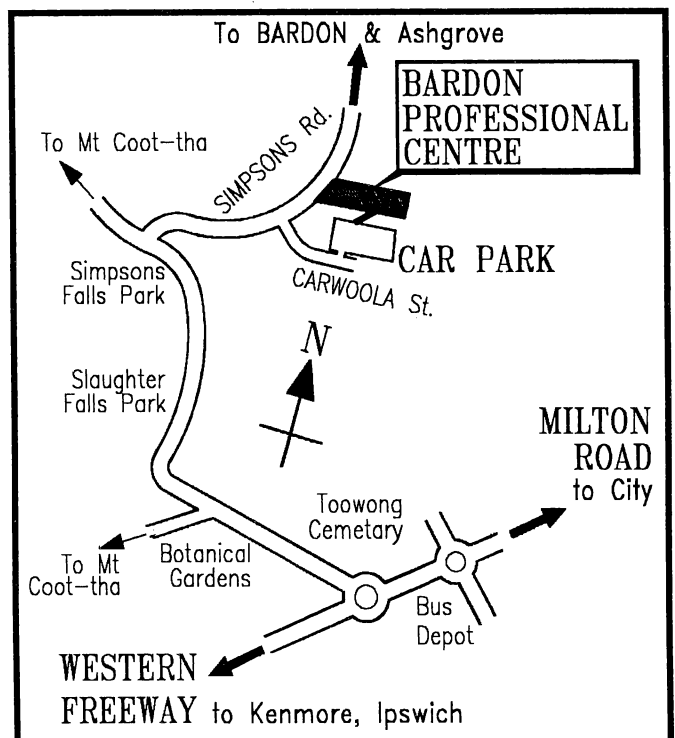 To BARDON & Ashgrove
BARDON
PROFESSIONAL
CENTRE
To Mt Coot-tha
SIMPSONS Rd.
Simpsons
Falls Park
CAR PARK
CARWOOLA St.
N
Slaughter
Falls Park
MILTON
ROAD
to City
Toowong
Cemetary
To Mt
Coot-tha
Botanical
Gardens
Bus
Depot
WESTERN
FREEWAY to Kenmore, Ipswich